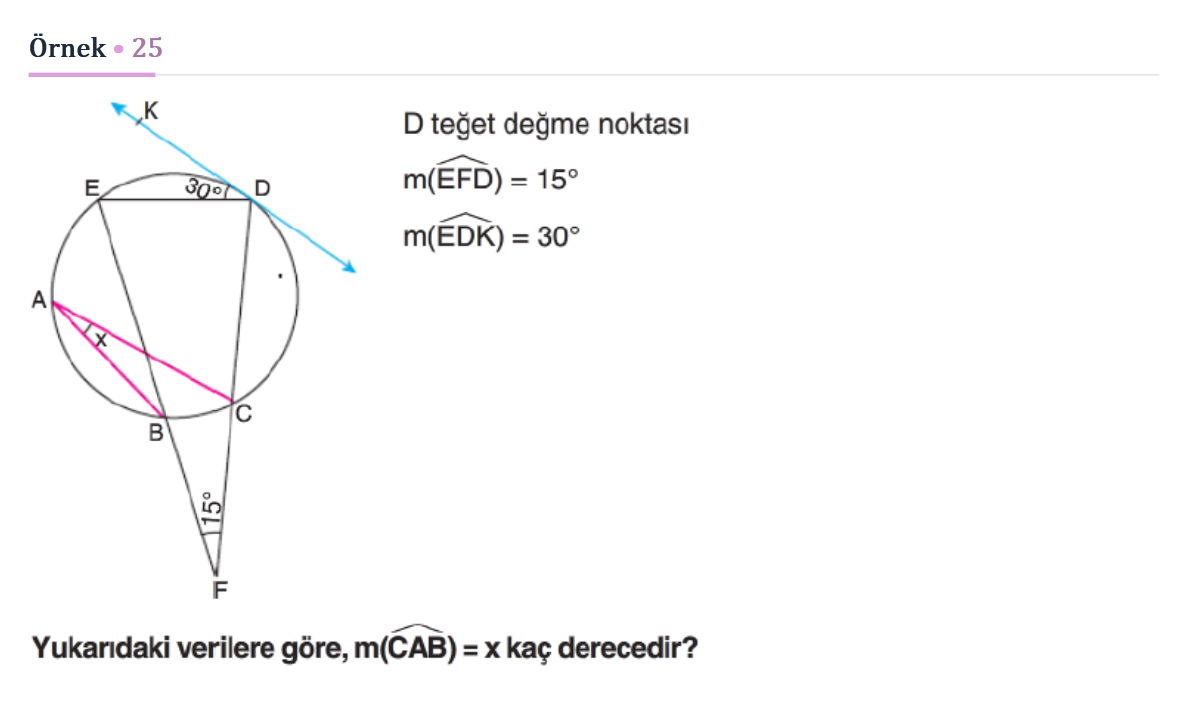 Örnek • 25
K
D teğet değme noktası
E
30°
D
m(EFD) = 15°
m(EDK) = 30°
A
x
C
B
15°
F
Yukarıdaki verilere göre, m(CAB) = x kaç derecedir?